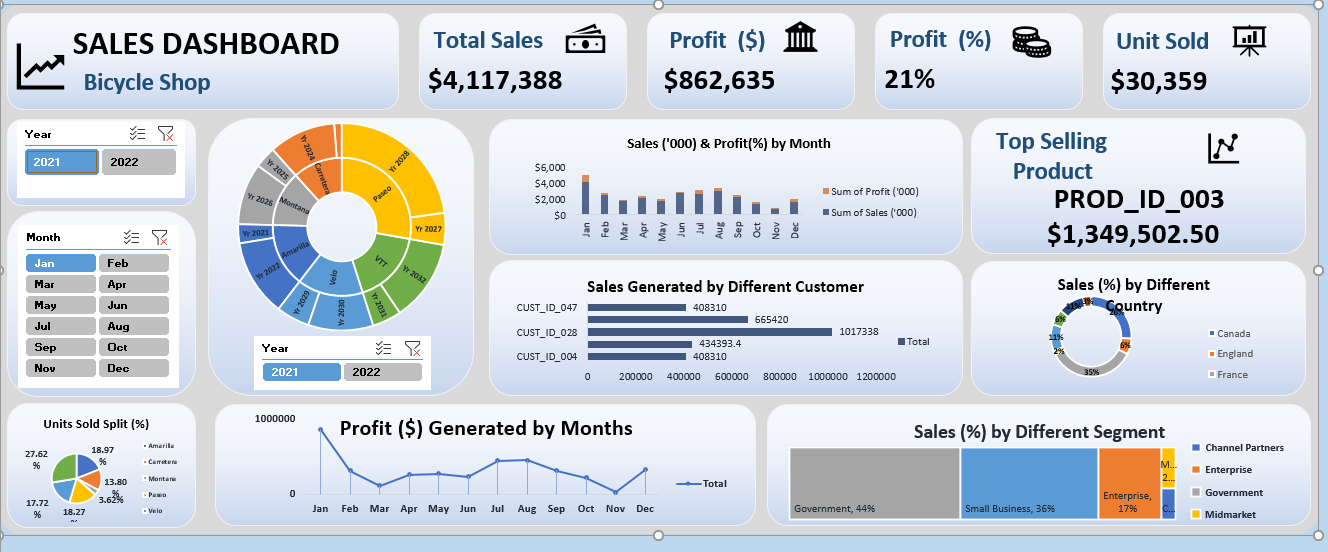 SALES DASHBOARD
Bicycle Shop
Total Sales
$4,117,388
Profit ($)
$862,635
Profit (%)
21%
Unit Sold
$30,359
Year
2021
2022
Month
Jan
Feb
Mar
Apr
May
Jun
Jul
Aug
Sep
Oct
Nov
Dec
Yr 2028
Yr 2027
Yr 2032
Yr 2031
Yr 2030
Yr 2029
Yr 2022
Yr 2021
Yr 2026
Yr 2025
Yr 2024
Paseo
VTT
Velo
Amarilla
Montana
Carretera
Year
2021
2022
Sales ('000) & Profit(%) by Month
$6,000
$4,000
$2,000
$0
Jan
Feb
Mar
Apr
May
Jun
Jul
Aug
Sep
Oct
Nov
Dec
Sum of Profit ('000)
Sum of Sales ('000)
Top Selling
Product
PROD_ID_003
$1,349,502.50
Sales Generated by Different Customer
CUST_ID_047
408310
665420
CUST_ID_028
1017338
434393.4
CUST_ID_004
408310
0 200000 400000 600000 800000 1000000 1200000
Total
Sales (%) by Different
Country
6%
35%
2%
11%
6%
Canada
England
France
Units Sold Split (%)
18.97
%
13.80
%
3.62%
18.27
%
17.72
%
27.62
%
Amarilla
Carretera
Montana
Paseo
Velo
Profit ($) Generated by Months
1000000
0
Jan Feb Mar Apr May Jun Jul Aug Sep Oct Nov Dec
Total
Sales (%) by Different Segment
Government, 44%
Small Business, 36%
Enterprise,
17%
M...
2...
C...
Channel Partners
Enterprise
Government
Midmarket